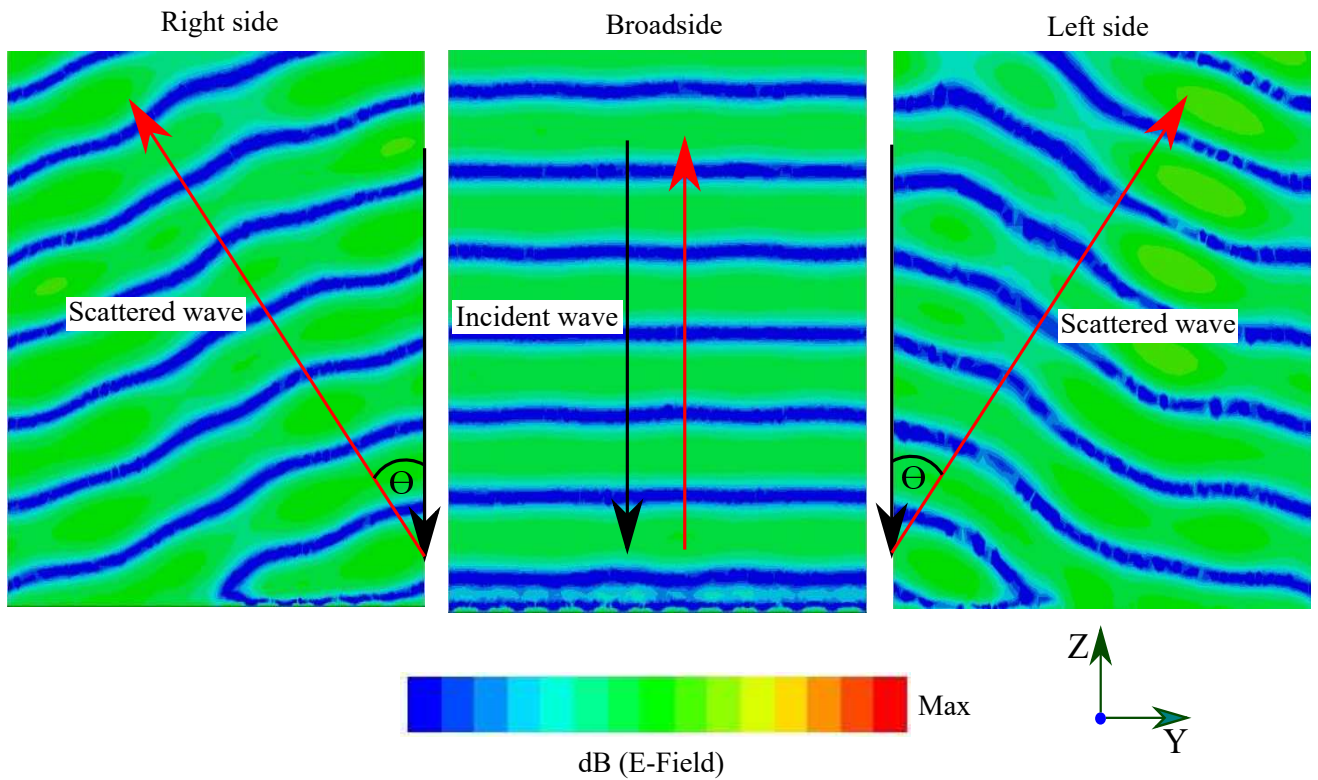 Right side
Broadside
Left side
Scattered wave
Incident wave
Scattered wave
Θ
Θ
Z
Y
Max
dB (E-Field)